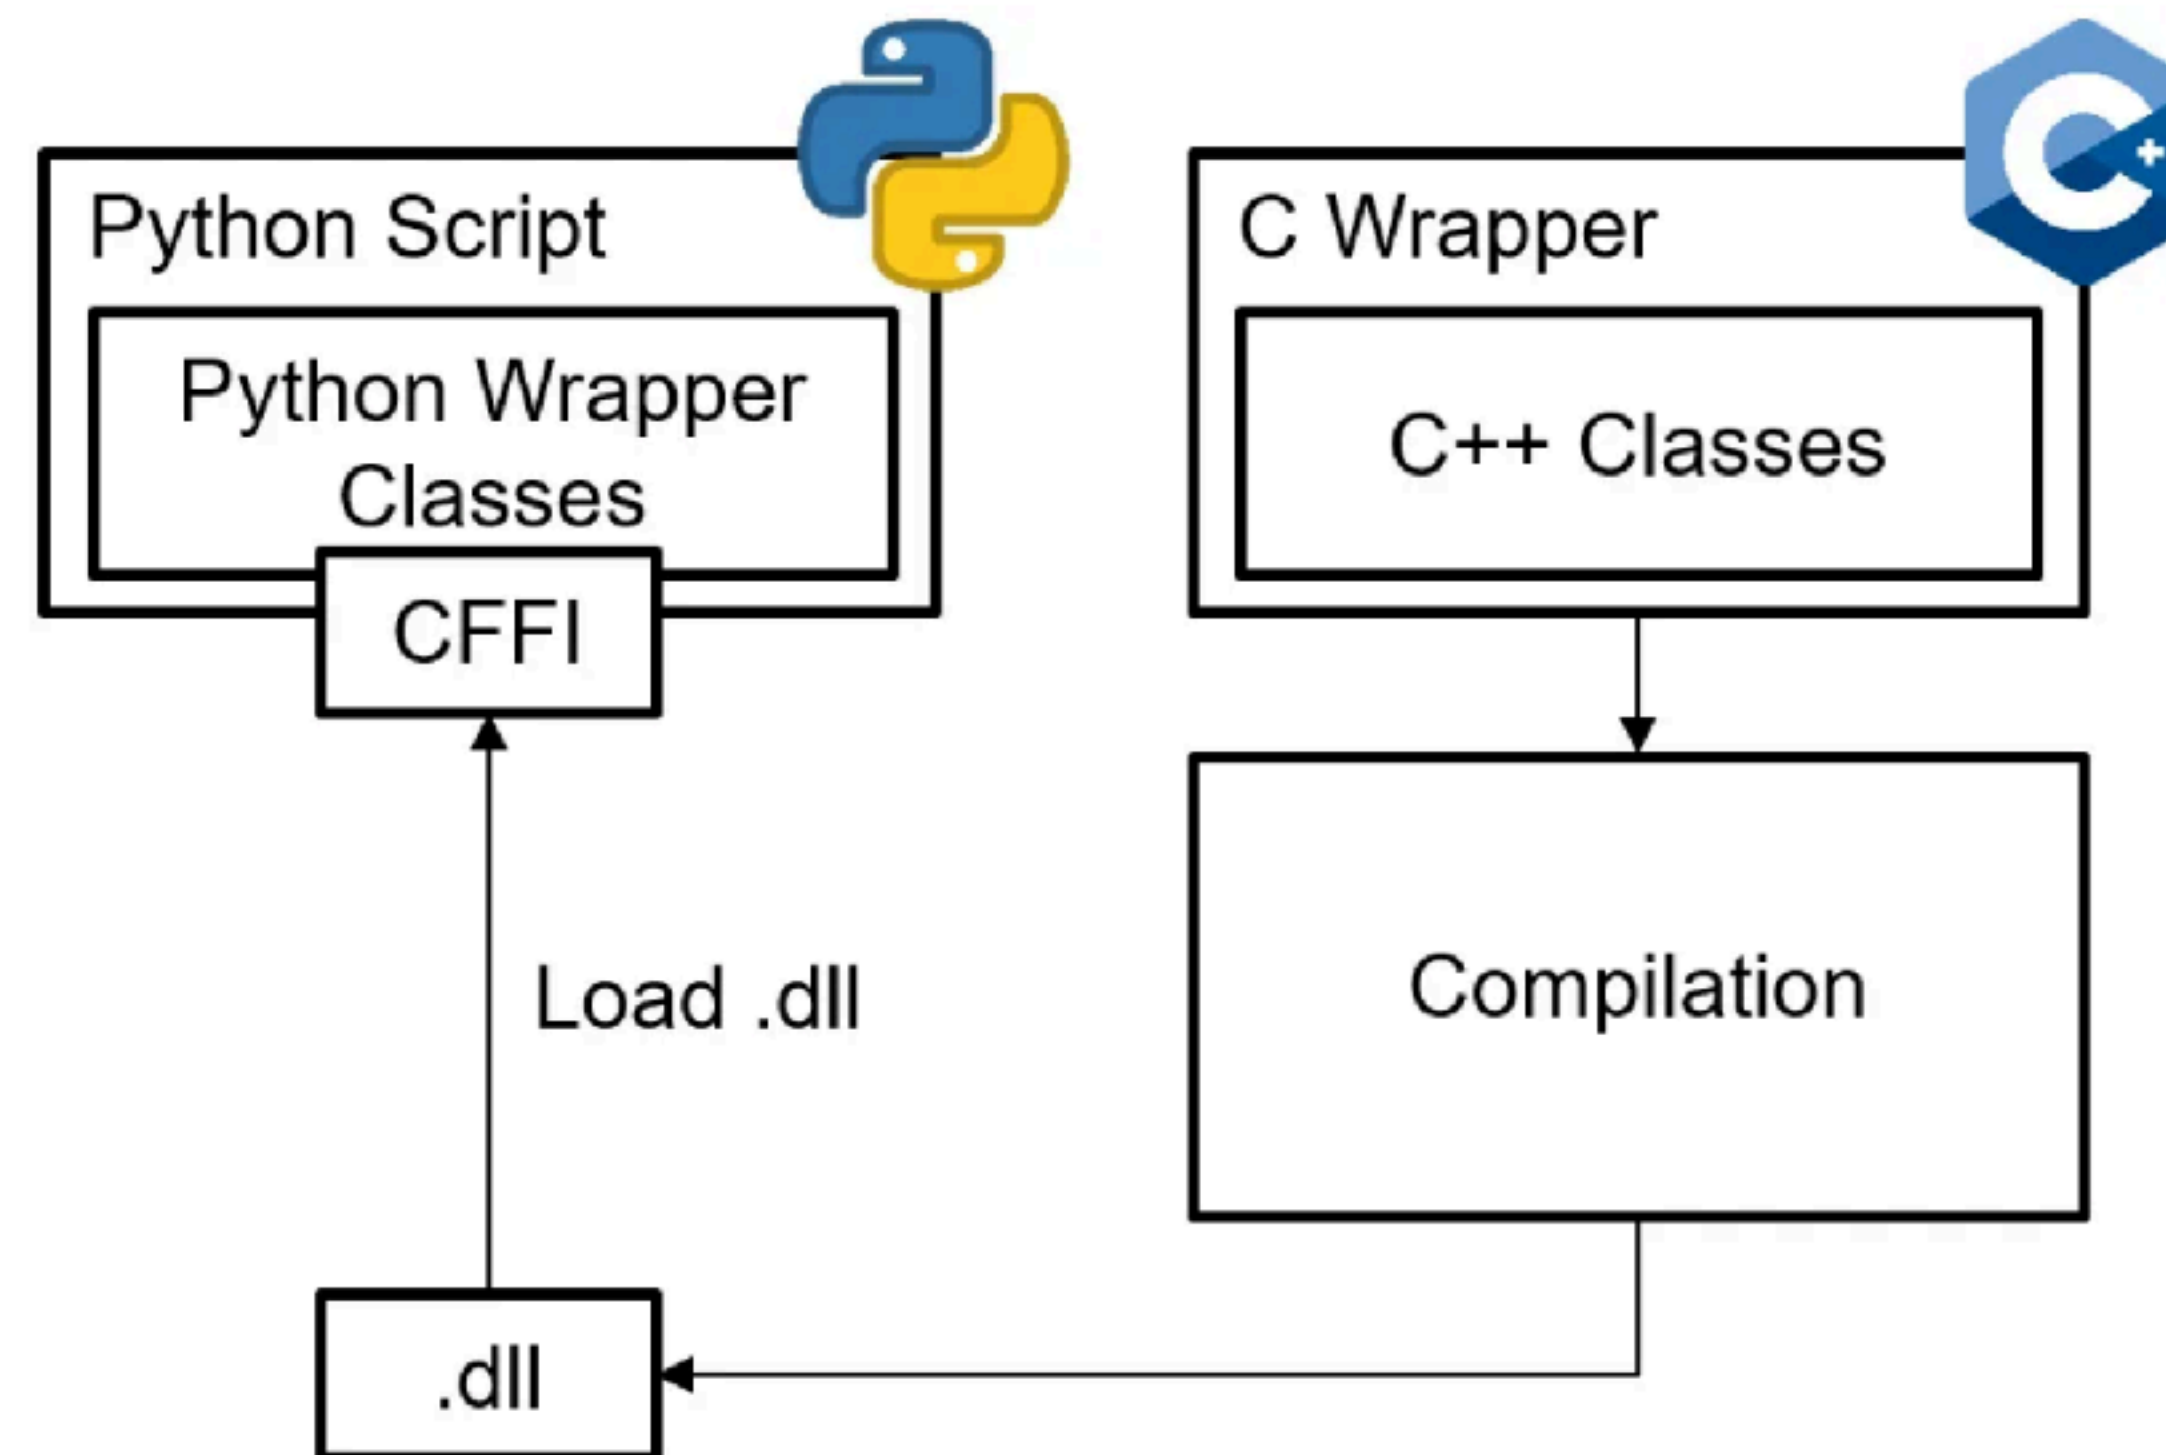 Python Script
Python Wrapper
Classes
CFFI
C Wrapper
C++ Classes
Load .dll
Compilation
.dll
C+